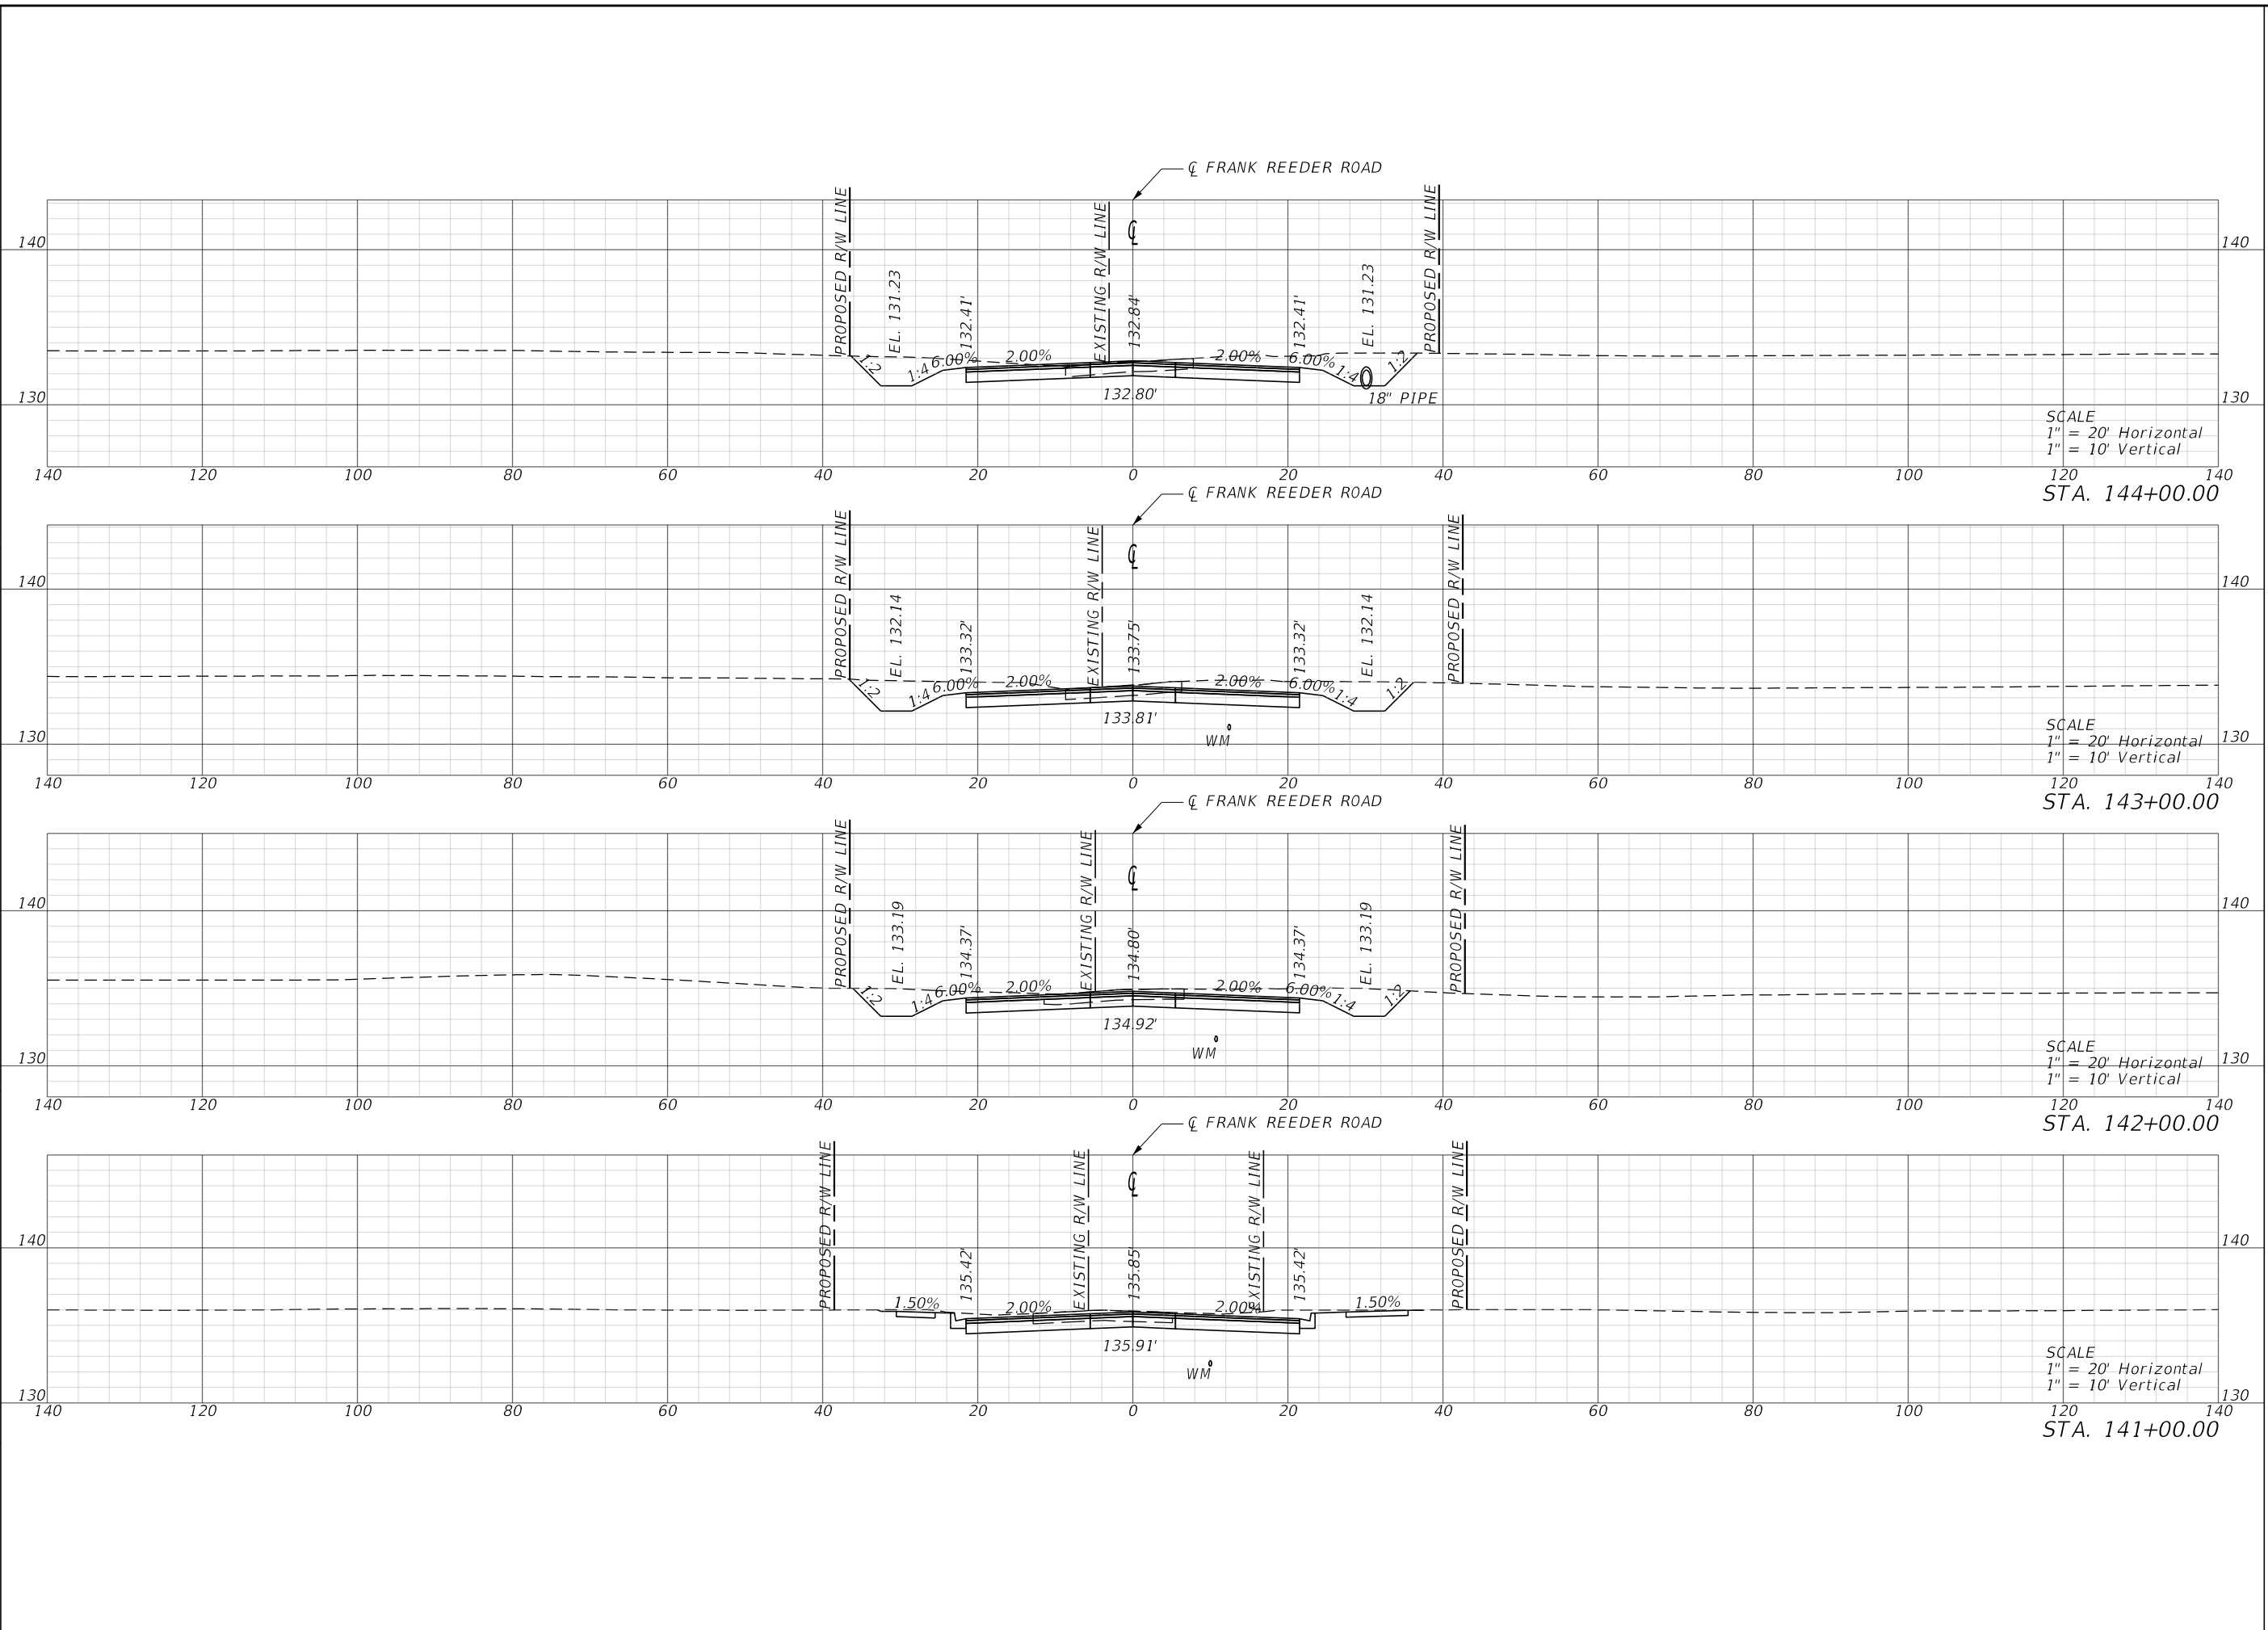 ℄ FRANK REEDER ROAD
PROPOSED R/W LINE
EXISTING R/W LINE
℄
PROPOSED R/W LINE
EL. 131.23
132.41'
132.84'
132.41'
EL. 131.23
140
140
1:2
1:4
6.00%
2.00%
2.00%
6.00%
1:4
1:2
132.80'
18" PIPE
130
130
SCALE
1" = 20' Horizontal
1" = 10' Vertical
140 120 100 80 60 40 20 0 20 40 60 80 100 120 140
STA. 144+00.00
℄ FRANK REEDER ROAD
PROPOSED R/W LINE
EXISTING R/W LINE
℄
PROPOSED R/W LINE
140
140
EL. 132.14
133.32'
133.75'
133.32'
EL. 132.14
1:2
1:4
6.00%
2.00%
2.00%
6.00%
1:4
1:2
133.81'
WM
130
130
SCALE
1" = 20' Horizontal
1" = 10' Vertical
140 120 100 80 60 40 20 0 20 40 60 80 100 120 140
STA. 143+00.00
℄ FRANK REEDER ROAD
PROPOSED R/W LINE
EXISTING R/W LINE
℄
PROPOSED R/W LINE
140
140
EL. 133.19
134.37'
134.80'
134.37'
EL. 133.19
1:2
1:4
6.00%
2.00%
2.00%
6.00%
1:4
1:2
134.92'
WM
130
130
SCALE
1" = 20' Horizontal
1" = 10' Vertical
140 120 100 80 60 40 20 0 20 40 60 80 100 120 140
STA. 142+00.00
℄ FRANK REEDER ROAD
PROPOSED R/W LINE
EXISTING R/W LINE
℄
EXISTING R/W LINE
PROPOSED R/W LINE
140
140
135.42'
135.85'
135.42'
1.50%
2.00%
2.00%
1.50%
135.91'
WM
130
130
SCALE
1" = 20' Horizontal
1" = 10' Vertical
140 120 100 80 60 40 20 0 20 40 60 80 100 120 140
STA. 141+00.00